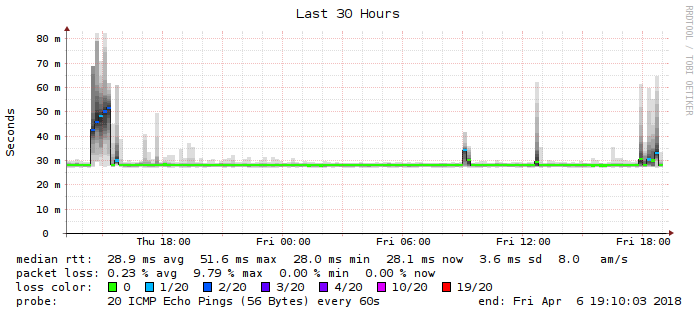 Last 30 Hours
RRDTOOL / TOBI OETIKER
Seconds
80 m
70 m
60 m
50 m
40 m
30 m
20 m
10 m
0
Thu 18:00 Fri 00:00 Fri 06:00 Fri 12:00 Fri 18:00
median rtt: 28.9 ms avg 51.6 ms max 28.0 ms min 28.1 ms now 3.6 ms sd 8.0 am/s
packet loss: 0.23 % avg 9.79 % max 0.00 % min 0.00 % now
loss color: 0 1/20 2/20 3/20 4/20 10/20 19/20
probe: 20 ICMP Echo Pings (56 Bytes) every 60s end: Fri Apr 6 19:10:03 2018